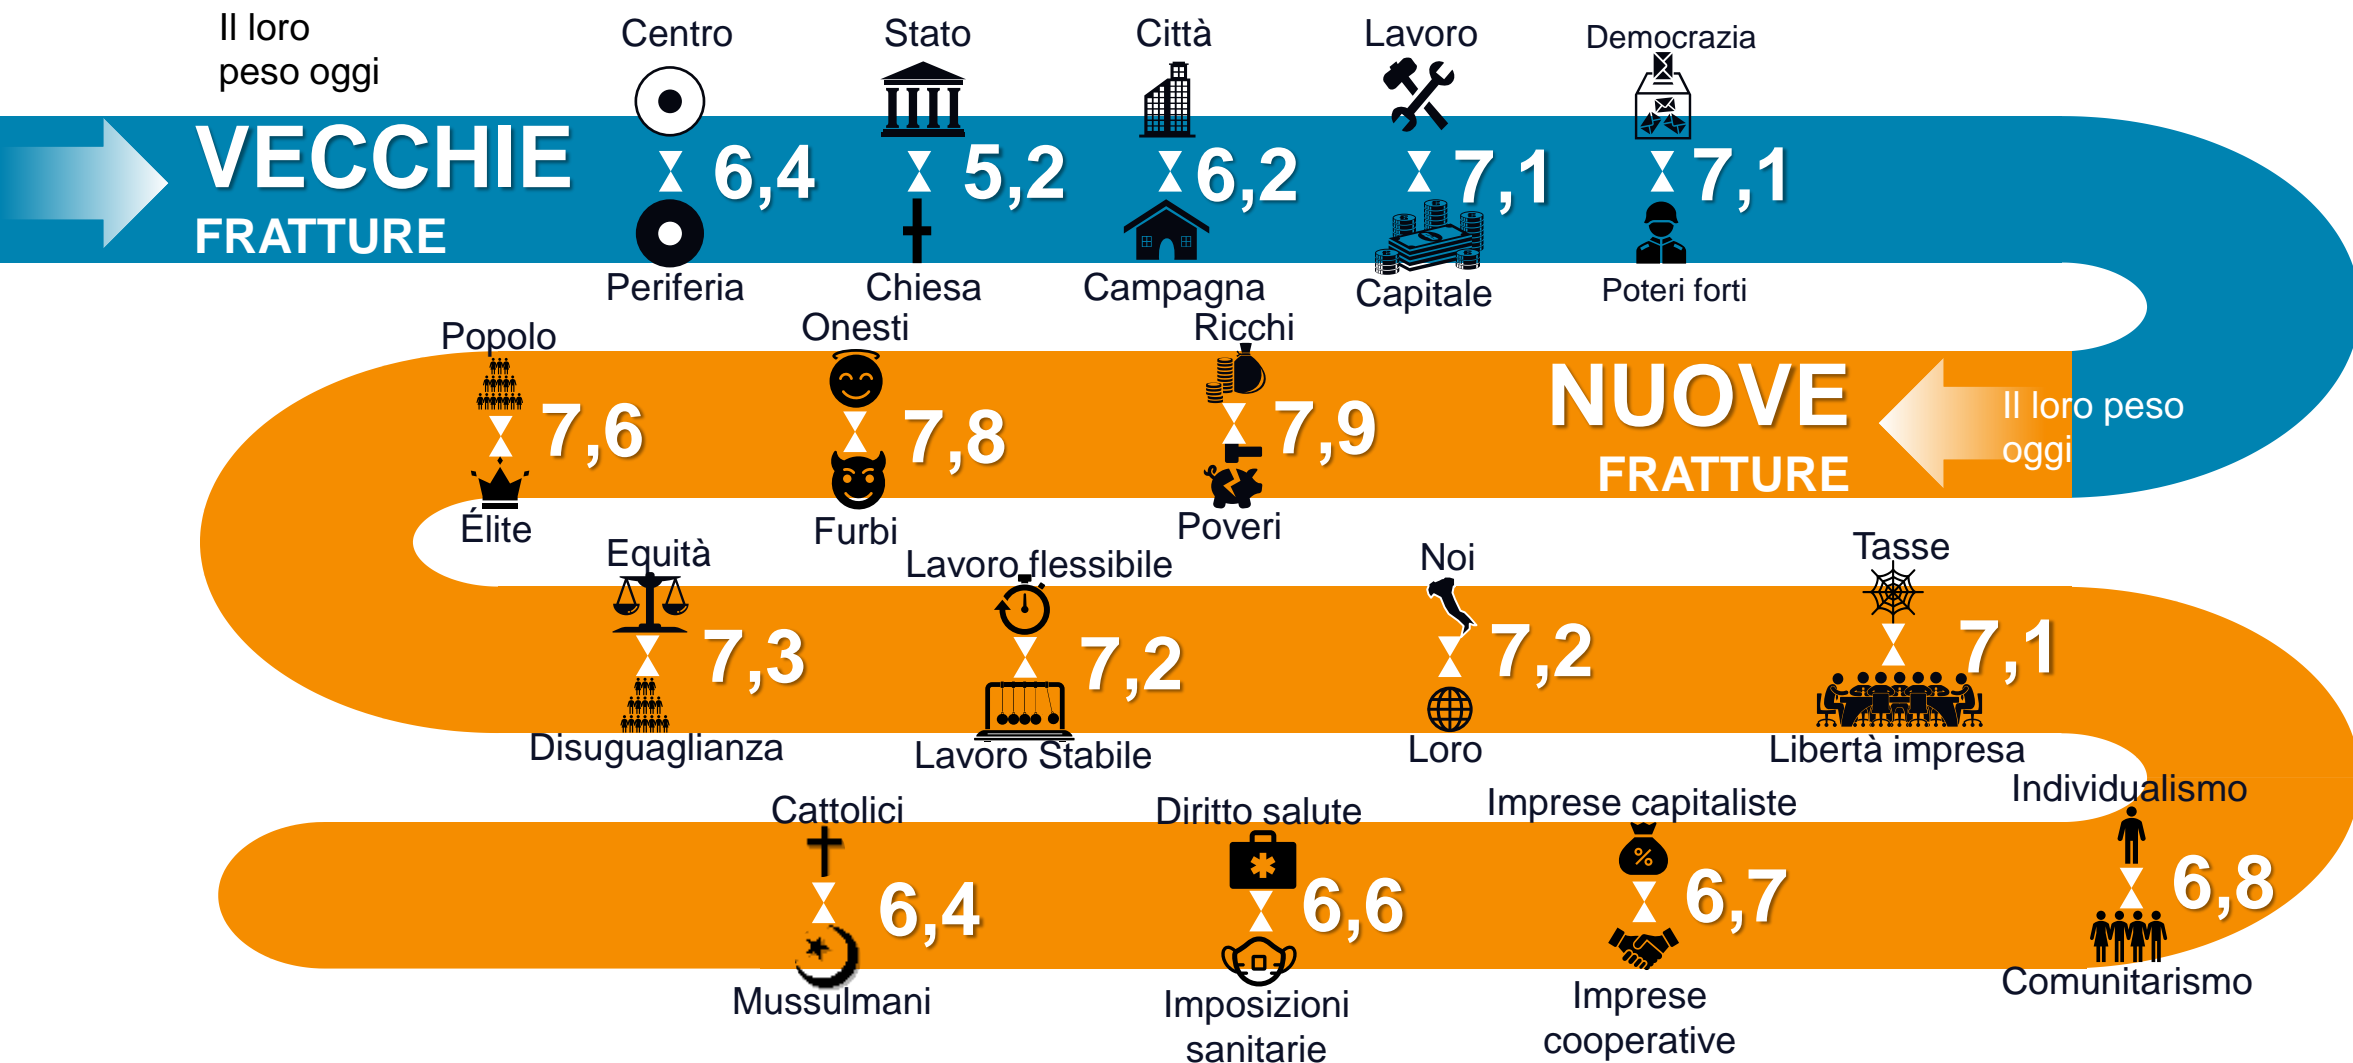 Il loro
peso oggi
Centro
Stato
Città
Lavoro
Democrazia
VECCHIE
FRATTURE
6,4
5,2
6,2
7,1
7,1
Periferia
Chiesa
Campagna
Capitale
Poteri forti
NUOVE
FRATTURE
Il loro peso
oggi
Ricchi
7,9
Poveri
Onesti
7,8
Furbi
Popolo
7,6
Élite
Equità
7,3
Disuguaglianza
Lavoro flessibile
7,2
Lavoro Stabile
Noi
7,2
Loro
Tasse
7,1
Libertà impresa
Individualismo
6,8
Comunitarismo
Imprese capitaliste
%
6,7
Imprese
cooperative
Diritto salute
6,6
Imposizioni
sanitarie
Cattolici
6,4
Mussulmani